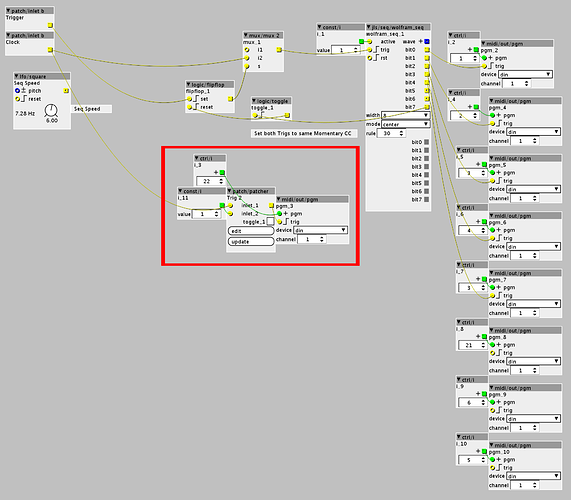 patch/inlet b
Trigger
patch/inlet b
Clock
lfo/square
Seq Speed
pitch
reset
7.28 Hz
6.00
Seq Speed
mux/mux 2
mux_1
i1
i2
s
logic/flipflop
flipflop_1
set
reset
logic/toggle
toggle_1
Set both Trigs to same Momentary CC
const/i
i_1
value 1
jls/seq/wolfram_seq
wolfram_seq_1
active wave +
trig bit0
rst bit1
bit2
bit3
bit4
bit5
bit6
bit7
width 8
mode center
rule 30
bit0
bit1
bit2
bit3
bit4
bit5
bit6
bit7
ctrl/i
i_3
+
22
const/i
i_11
value 1
patch/patcher
Trig 2
inlet_1
inlet_2
toggle_1
edit
update
midi/out/pgm
pgm_3
+ pgm
trig
device din
channel 1
ctrl/i
i_2
+
1
midi/out/pgm
pgm_2
+ pgm
trig
device din
channel 1
ctrl/i
i_4
+
2
midi/out/pgm
pgm_4
+ pgm
trig
device din
channel 1
ctrl/i
i_5
+
3
midi/out/pgm
pgm_5
+ pgm
trig
device din
channel 1
ctrl/i
i_6
+
4
midi/out/pgm
pgm_6
+ pgm
trig
device din
channel 1
ctrl/i
i_7
+
midi/out/pgm
pgm_7
+ pgm
trig
device din
channel 1
ctrl/i
i_8
+
21
midi/out/pgm
pgm_8
+ pgm
trig
device din
channel 1
ctrl/i
i_9
+
6
midi/out/pgm
pgm_9
+ pgm
trig
device din
channel 1
ctrl/i
i_10
+
5
midi/out/pgm
pgm_10
+ pgm
trig
device din
channel 1